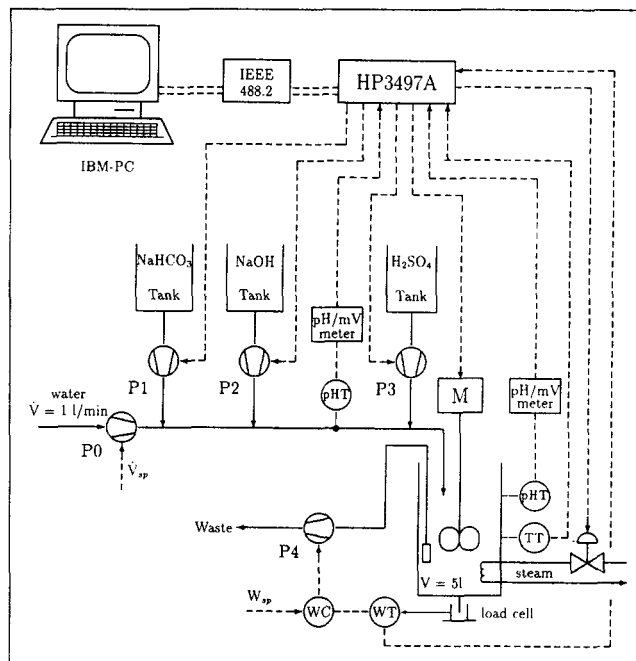 IEEE
488.2
HP3497A
IBM-PC
NaHCO₃
Tank
NaOH
Tank
H₂SO₄
Tank
pH/mV
meter
P1
P2
pHT
P3
M
pH/mV
meter
water
V̇ = 1 l/min
P0
V̇sp
pHT
Waste
P4
TT
V = 5l
steam
Wsp
WC
WT
load cell